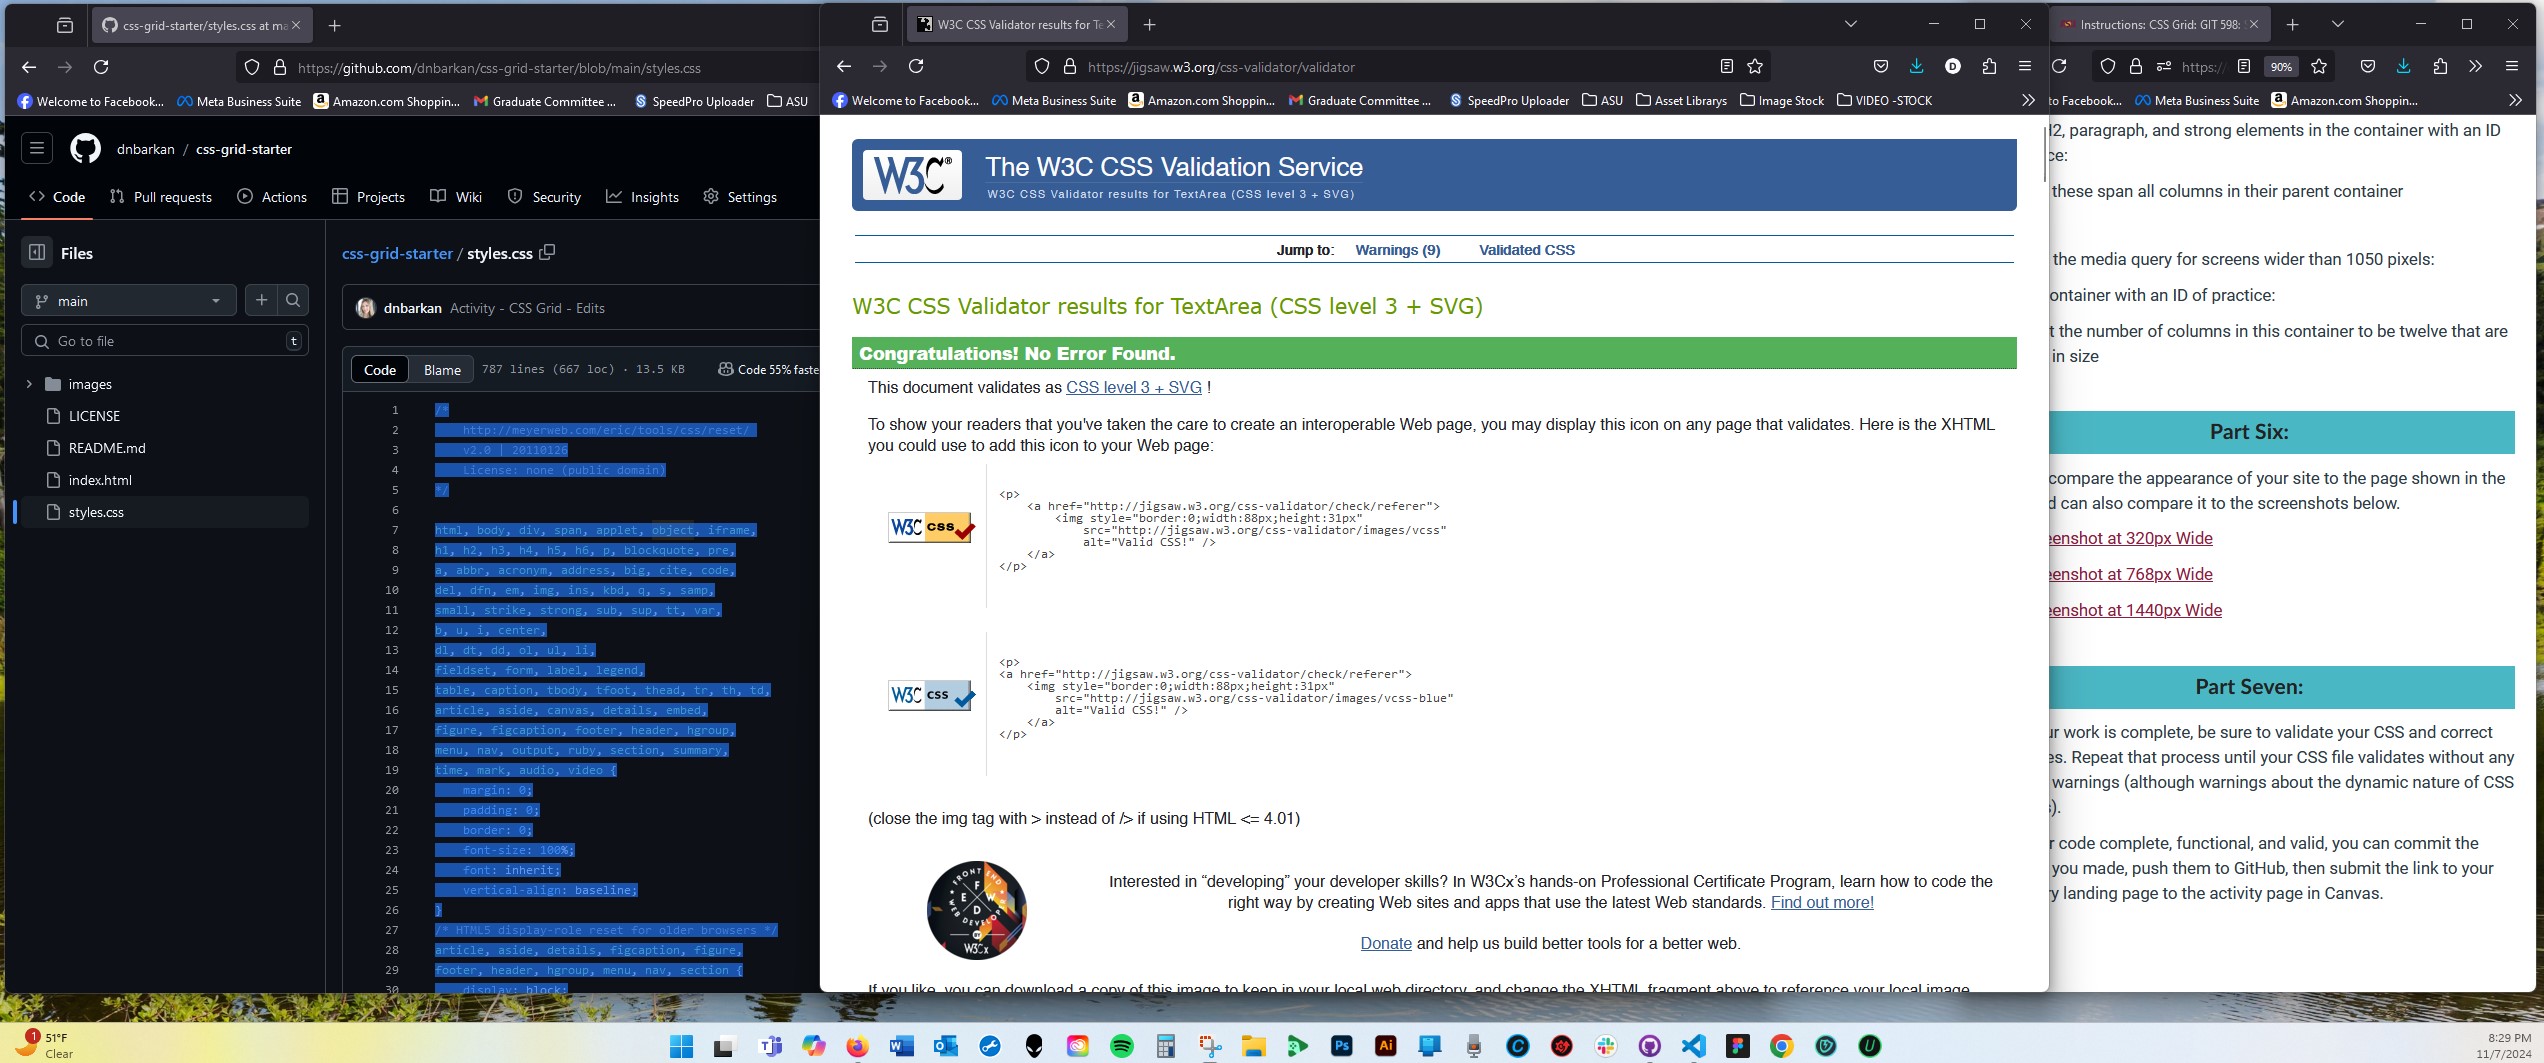 css-grid-starter/styles.css at ma
https://github.com/dnbarkan/css-grid-starter/blob/main/styles.css
Welcome to Facebook...
Meta Business Suite
Amazon.com Shoppin...
Graduate Committee ...
SpeedPro Uploader
ASU
dnbarkan / css-grid-starter
Code
Pull requests
Actions
Projects
Wiki
Security
Insights
Settings
Files
main
Go to file
t
images
LICENSE
README.md
index.html
styles.css
css-grid-starter / styles.css
dnbarkan Activity - CSS Grid - Edits
Code
Blame
787 lines (667 loc) · 13.5 KB
Code 55% faste
1 /*
2 http://meyerweb.com/eric/tools/css/reset/
3 v2.0 | 20110126
4 License: none (public domain)
5 */
6
7 html, body, div, span, applet, object, iframe,
8 h1, h2, h3, h4, h5, h6, p, blockquote, pre,
9 a, abbr, acronym, address, big, cite, code,
10 del, dfn, em, img, ins, kbd, q, s, samp,
11 small, strike, strong, sub, sup, tt, var,
12 b, u, i, center,
13 dl, dt, dd, ol, ul, li,
14 fieldset, form, label, legend,
15 table, caption, tbody, tfoot, thead, tr, th, td,
16 article, aside, canvas, details, embed,
17 figure, figcaption, footer, header, hgroup,
18 menu, nav, output, ruby, section, summary,
19 time, mark, audio, video {
20 margin: 0;
21 padding: 0;
22 border: 0;
23 font-size: 100%;
24 font: inherit;
25 vertical-align: baseline;
26 }
27 /* HTML5 display-role reset for older browsers */
28 article, aside, details, figcaption, figure,
29 footer, header, hgroup, menu, nav, section {
30 display: block;
W3C CSS Validator results for Te
https://jigsaw.w3.org/css-validator/validator
D
Welcome to Facebook...
Meta Business Suite
Amazon.com Shoppin...
Graduate Committee ...
SpeedPro Uploader
ASU
Asset Librarys
Image Stock
VIDEO -STOCK
W3C®
The W3C CSS Validation Service
W3C CSS Validator results for TextArea (CSS level 3 + SVG)
Jump to: Warnings (9) Validated CSS
W3C CSS Validator results for TextArea (CSS level 3 + SVG)
Congratulations! No Error Found.
This document validates as CSS level 3 + SVG !
To show your readers that you've taken the care to create an interoperable Web page, you may display this icon on any page that validates. Here is the XHTML
you could use to add this icon to your Web page:
W3C css
<p>
<a href="http://jigsaw.w3.org/css-validator/check/referer">
<img style="border:0;width:88px;height:31px"
src="http://jigsaw.w3.org/css-validator/images/vcss"
alt="Valid CSS!" />
</a>
</p>
W3C css
<p>
<a href="http://jigsaw.w3.org/css-validator/check/referer">
<img style="border:0;width:88px;height:31px"
src="http://jigsaw.w3.org/css-validator/images/vcss-blue"
alt="Valid CSS!" />
</a>
</p>
(close the img tag with > instead of /> if using HTML <= 4.01)
FRONT END
F E W D
WEB DEVELOPER
BY
W3Cx
Interested in “developing” your developer skills? In W3Cx’s hands-on Professional Certificate Program, learn how to code the
right way by creating Web sites and apps that use the latest Web standards. Find out more!
Donate and help us build better tools for a better web.
If you like, you can download a copy of this image to keep in your local web directory, and change the XHTML fragment above to reference your local image
Instructions: CSS Grid: GIT 598:
https:/
90%
to Facebook...
Meta Business Suite
Amazon.com Shoppin...
2, paragraph, and strong elements in the container with an ID
ce:
these span all columns in their parent container
the media query for screens wider than 1050 pixels:
ontainer with an ID of practice:
t the number of columns in this container to be twelve that are
in size
Part Six:
compare the appearance of your site to the page shown in the
d can also compare it to the screenshots below.
enshot at 320px Wide
enshot at 768px Wide
enshot at 1440px Wide
Part Seven:
ur work is complete, be sure to validate your CSS and correct
es. Repeat that process until your CSS file validates without any
warnings (although warnings about the dynamic nature of CSS
s).
r code complete, functional, and valid, you can commit the
you made, push them to GitHub, then submit the link to your
y landing page to the activity page in Canvas.
1
51°F
Clear
Ps
Ai
8:29 PM
11/7/2024